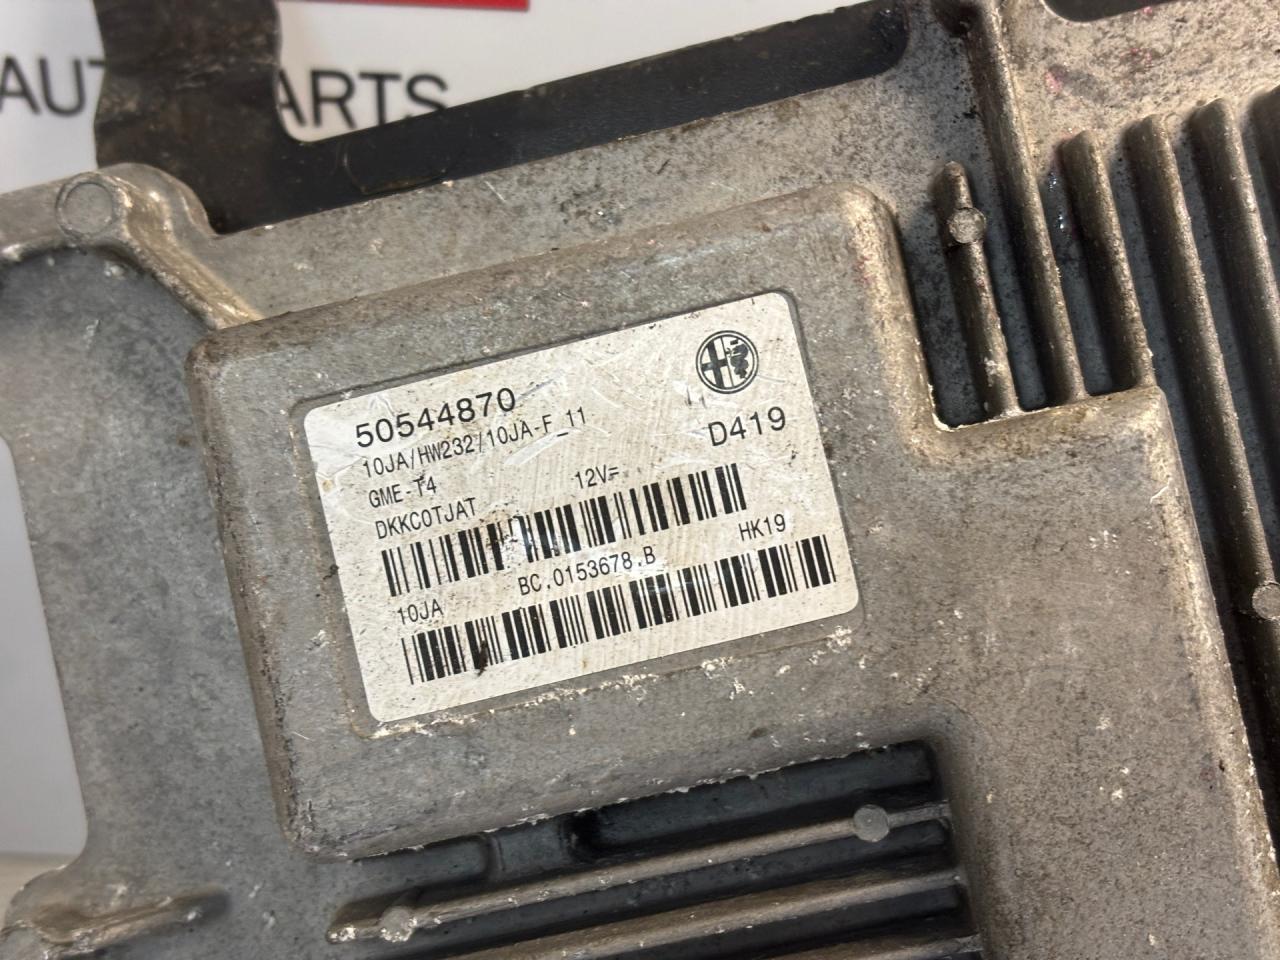 AUT
ARTS
50544870
10JA/HW232/10JA-F_11
GME-T4
D419
DKKC0TJAT
12V=
HK19
10JA
BC.0153678.B